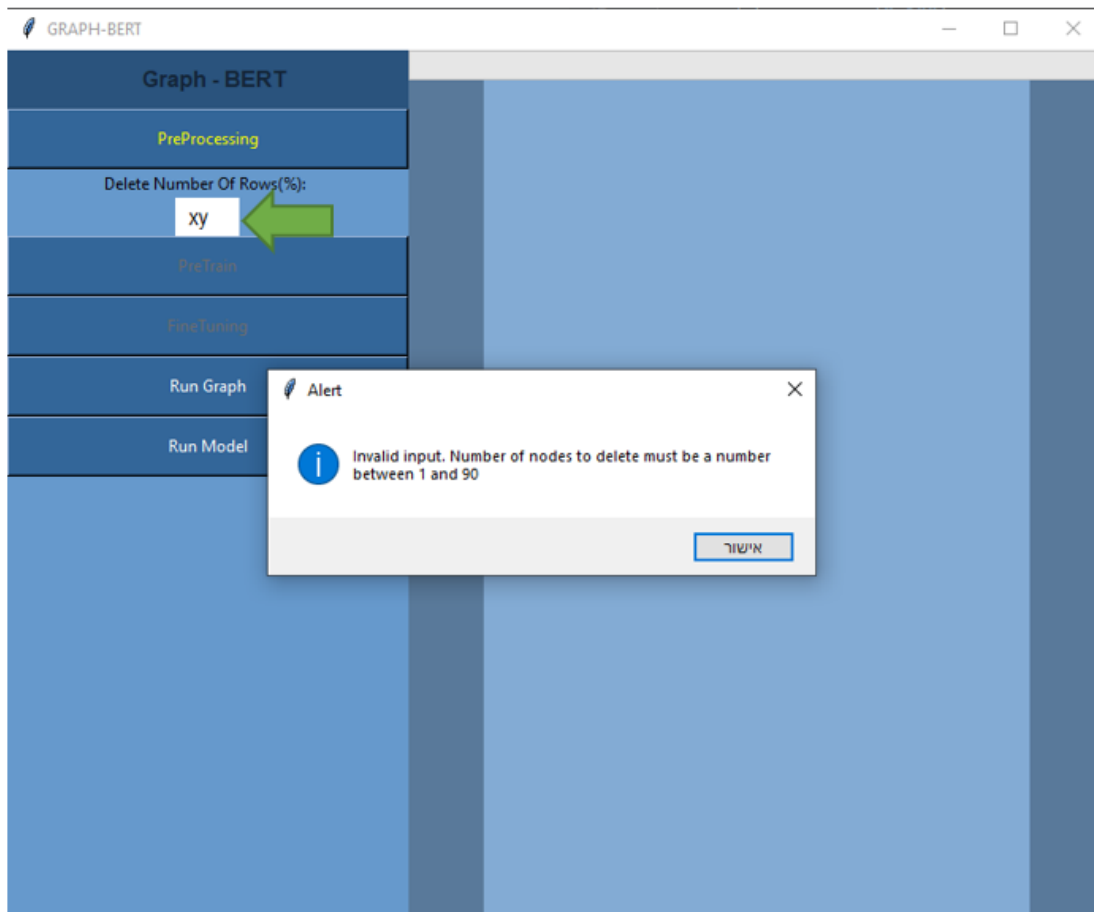 GRAPH-BERT
Graph - BERT
PreProcessing
Delete Number Of Rows(%):
xy
PreTrain
FineTuning
Run Graph
Run Model
Alert
Invalid input. Number of nodes to delete must be a number
between 1 and 90
אישור